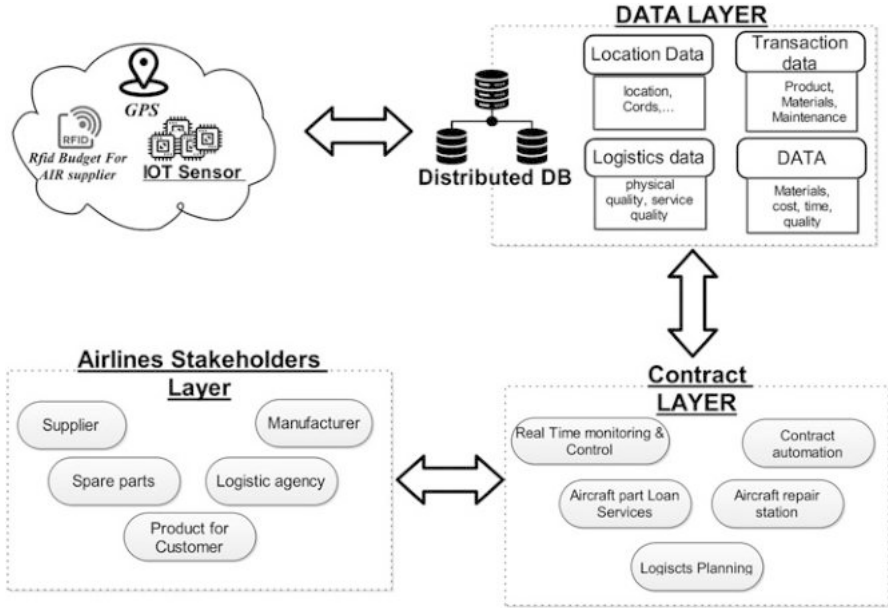 GPS
RFID
Rfid Budget For
AIR supplier
IOT Sensor
DATA LAYER
Distributed DB
Location Data
location,
Cords,...
Transaction
data
Product,
Materials,
Maintenance
Logistics data
physical
quality, service
quality
DATA
Materials,
cost, time,
quality
Airlines Stakeholders
Layer
Supplier
Manufacturer
Spare parts
Logistic agency
Product for
Customer
Contract
LAYER
Real Time monitoring &
Control
Contract
automation
Aircraft part Loan
Services
Aircraft repair
station
Logiscts Planning